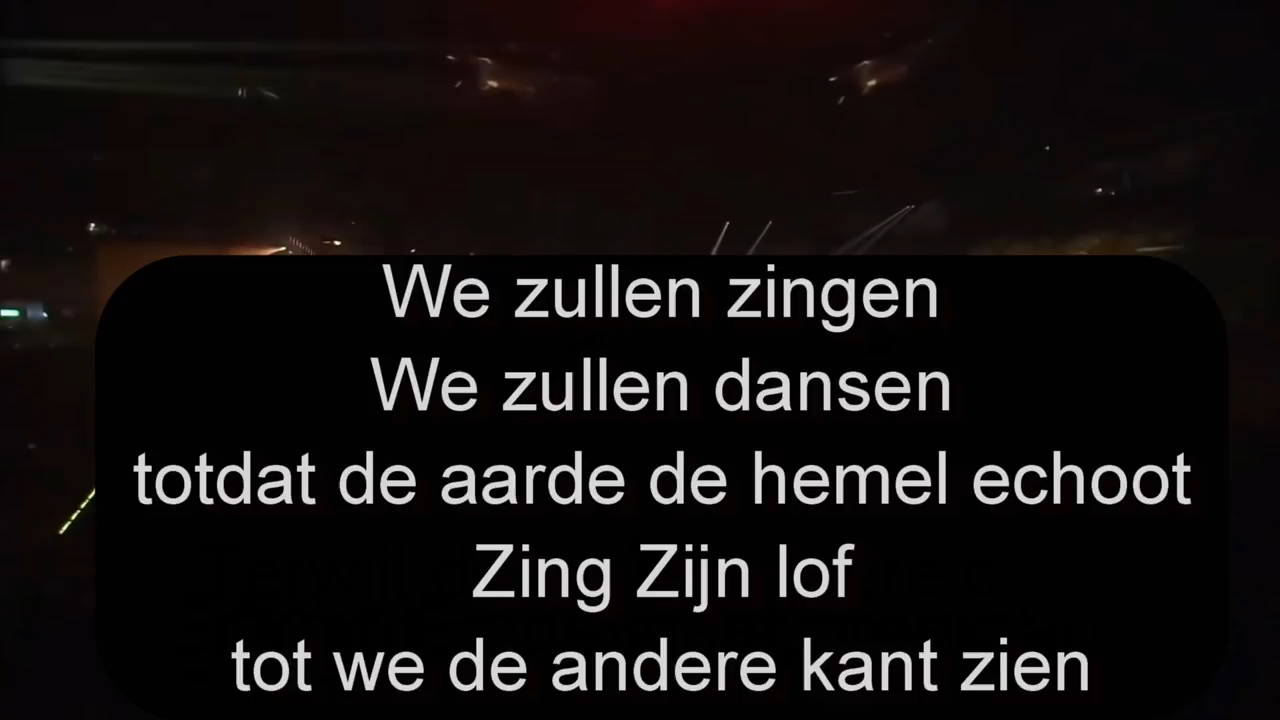 We zullen zingen
We zullen dansen
totdat de aarde de hemel echoot
Zing Zijn lof
tot we de andere kant zien